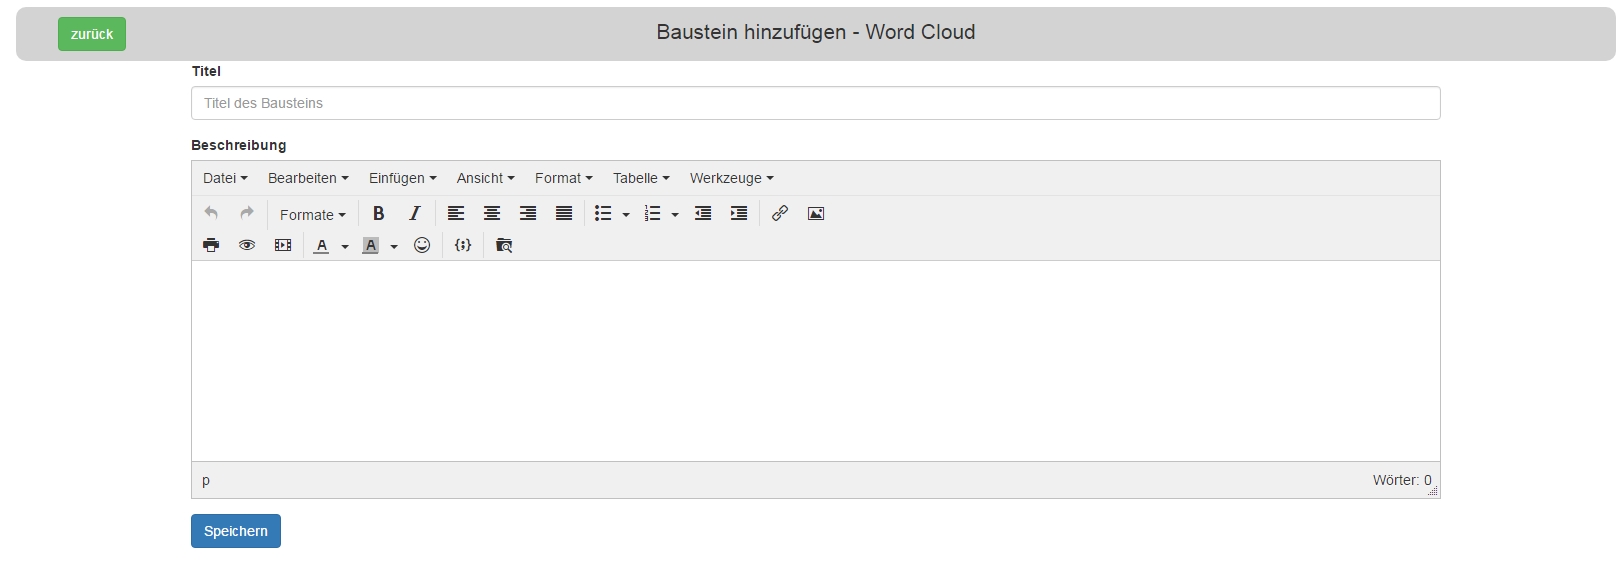 zurück
Baustein hinzufügen - Word Cloud
Titel
Titel des Bausteins
Beschreibung
Datei Bearbeiten Einfügen Ansicht Format Tabelle Werkzeuge
Formate B I
A A {;}
p Wörter: 0
Speichern